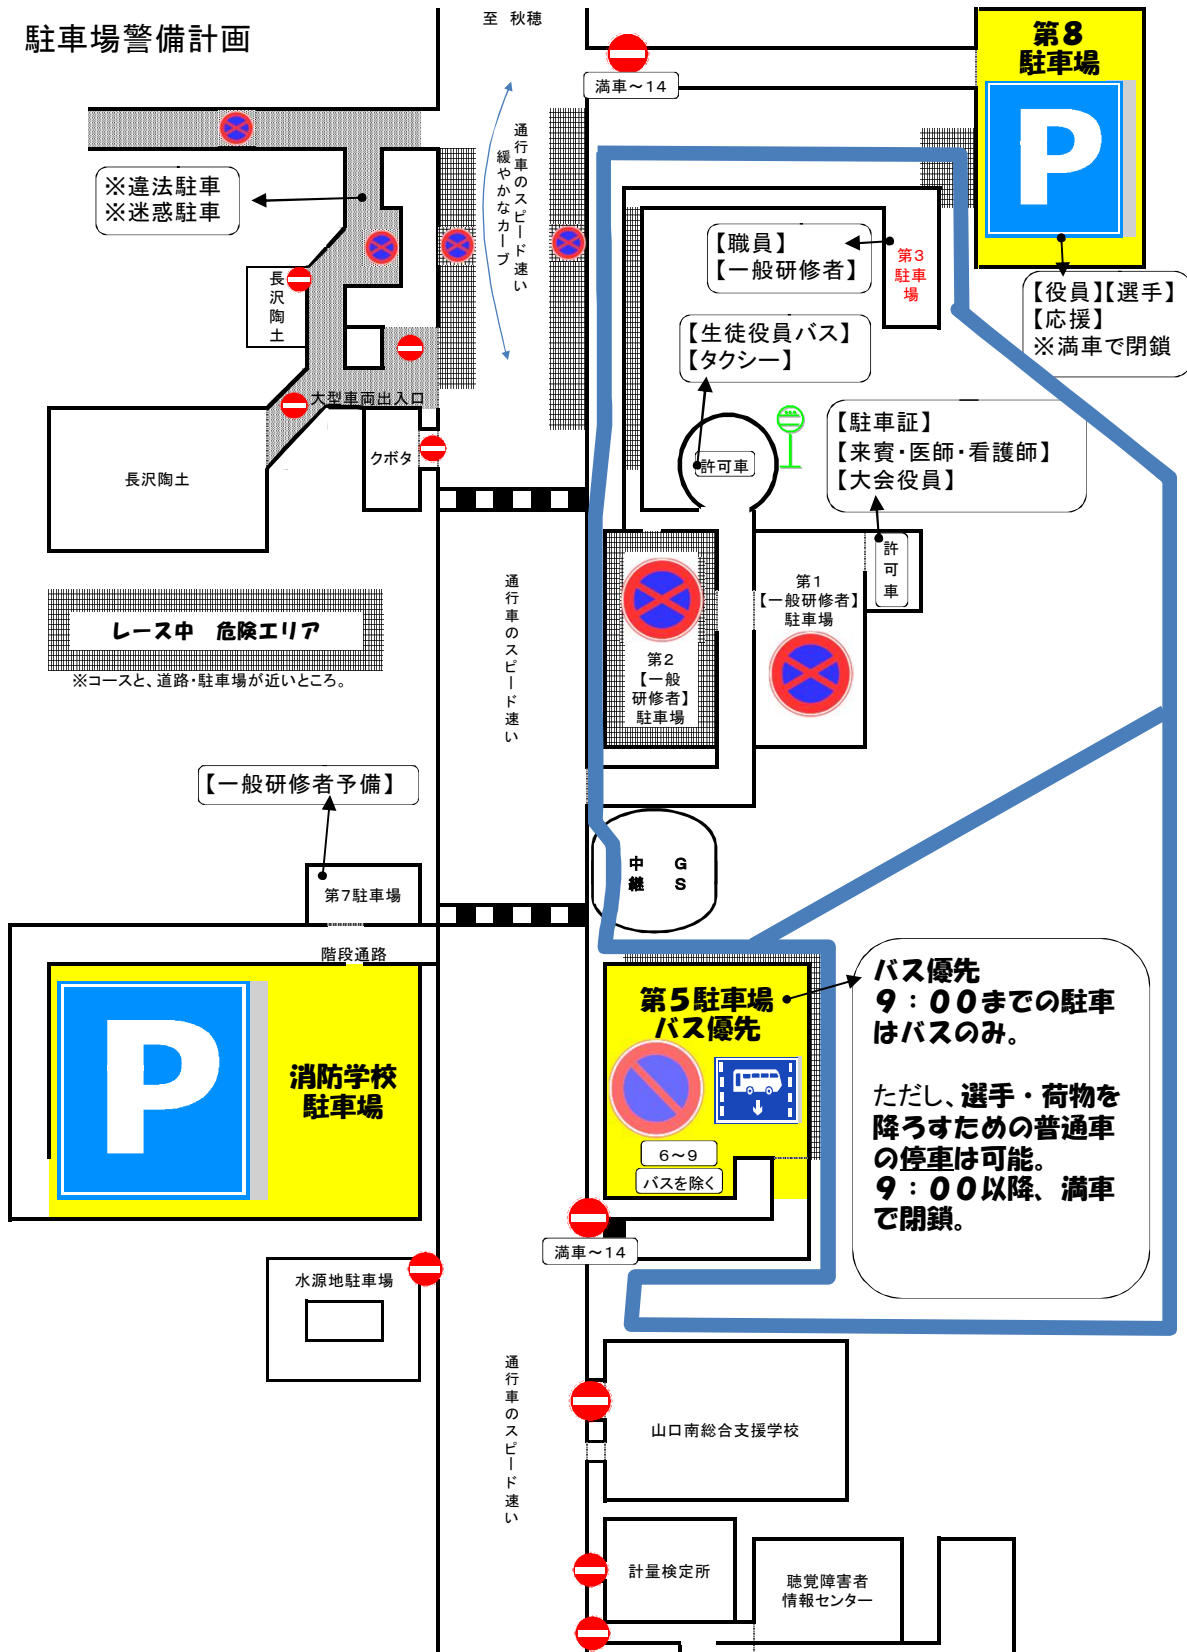 駐車場警備計画
至　秋穂
第８
駐車場
P
満車～14
通行車のスピード速い
緩やかなカーブ
※違法駐車
※迷惑駐車
【職員】
【一般研修者】
第3
駐車
場
【役員】【選手】
【応援】
※満車で閉鎖
長沢陶土
【生徒役員バス】
【タクシー】
大型車両出入口
【駐車証】
【来賓・医師・看護師】
【大会役員】
クボタ
許可車
長沢陶土
許可車
通行車のスピード速い
第１
【一般研修者】
駐車場
レース中　危険エリア
※コースと、道路・駐車場が近いところ。
第２
【一般
研修者】
駐車場
【一般研修者予備】
中継
GS
第７駐車場
階段通路
P
消防学校
駐車場
第５駐車場
バス優先
6～9
バスを除く
バス優先
９：００までの駐車
はバスのみ。
ただし、選手・荷物を
降ろすための普通車
の停車は可能。
９：００以降、満車
で閉鎖。
満車～14
水源地駐車場
通行車のスピード速い
山口南総合支援学校
計量検定所
聴覚障害者
情報センター